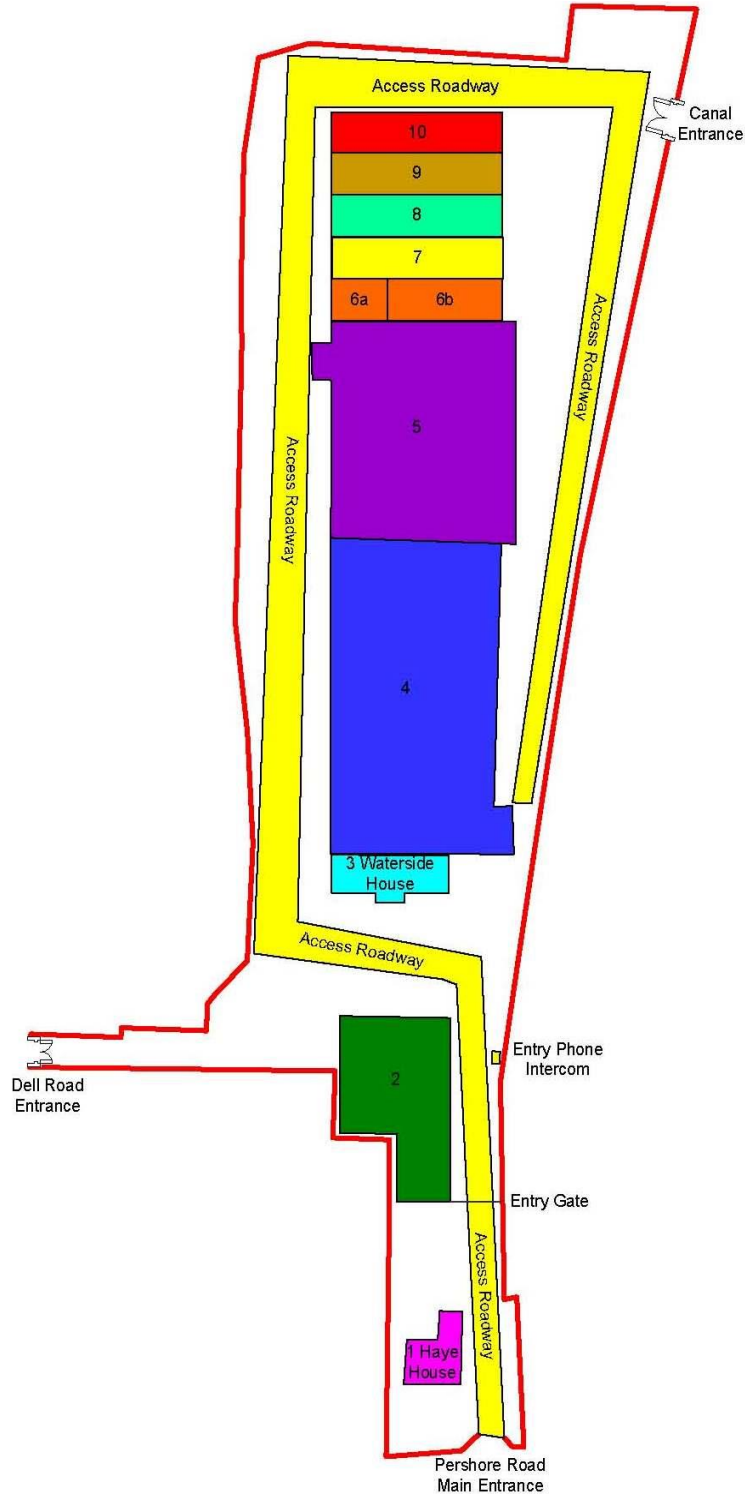 Access Roadway
Canal
Entrance
10
9
8
7
6a
6b
Access Roadway
5
Access Roadway
4
3 Waterside
House
Access Roadway
Entry Phone
Intercom
2
Dell Road
Entrance
Entry Gate
Access Roadway
1 Haye
House
Pershore Road
Main Entrance